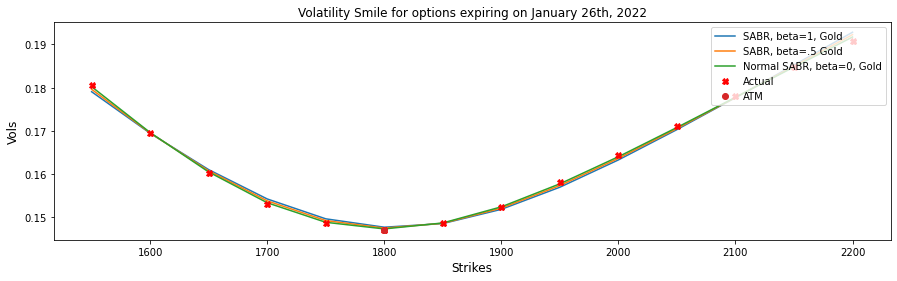 Volatility Smile for options expiring on January 26th, 2022
SABR, beta=1, Gold
SABR, beta=.5 Gold
Normal SABR, beta=0, Gold
Actual
ATM
Vols
0.19
0.18
0.17
0.16
0.15
1600 1700 1800 1900 2000 2100 2200
Strikes